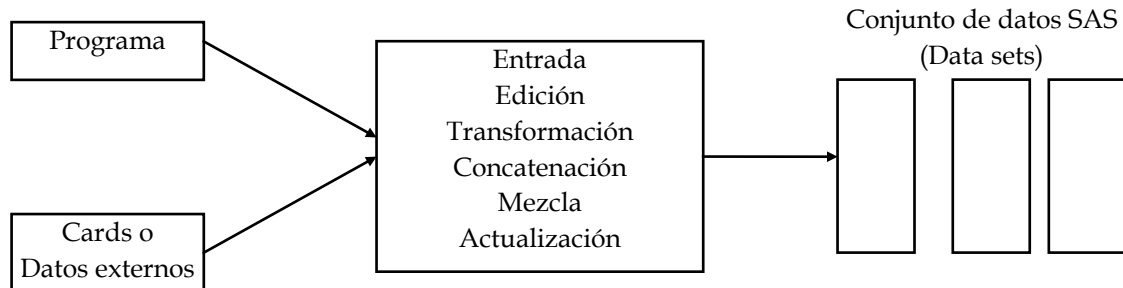 Programa
Cards o
Datos externos
Entrada
Edición
Transformación
Concatenación
Mezcla
Actualización
Conjunto de datos SAS
(Data sets)